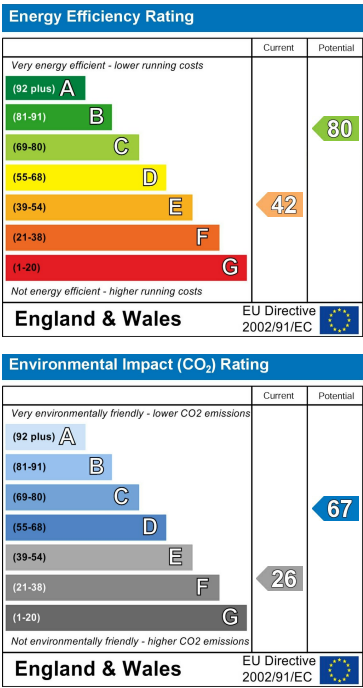 Energy Efficiency Rating
Current Potential
Very energy efficient - lower running costs
(92 plus) A
(81-91) B
(69-80) C
(55-68) D
(39-54) E
(21-38) F
(1-20) G
42
80
Not energy efficient - higher running costs
England & Wales
EU Directive
2002/91/EC
Environmental Impact (CO₂) Rating
Current Potential
Very environmentally friendly - lower CO2 emissions
(92 plus) A
(81-91) B
(69-80) C
(55-68) D
(39-54) E
(21-38) F
(1-20) G
26
67
Not environmentally friendly - higher CO2 emissions
England & Wales
EU Directive
2002/91/EC